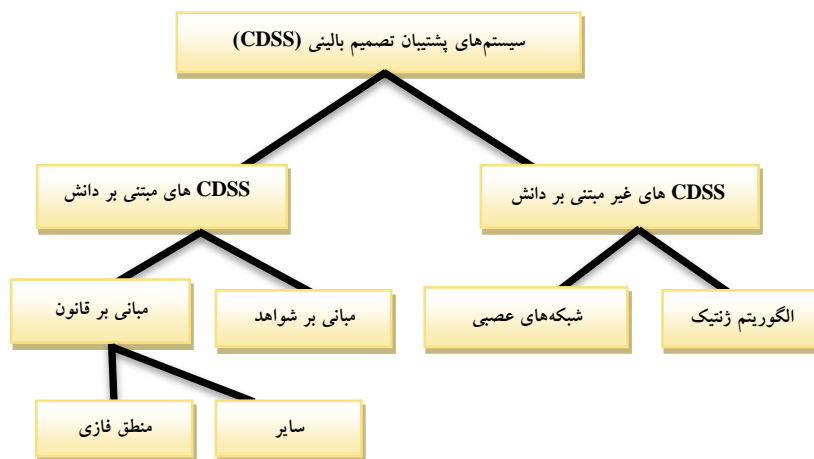 سیستم‌های پشتیبان تصمیم بالینی (CDSS)
CDSS های غیر مبتنی بر دانش
CDSS های مبتنی بر دانش
الگوریتم ژنتیک
شبکه‌های عصبی
مبانی بر شواهد
مبانی بر قانون
سایر
منطق فازی